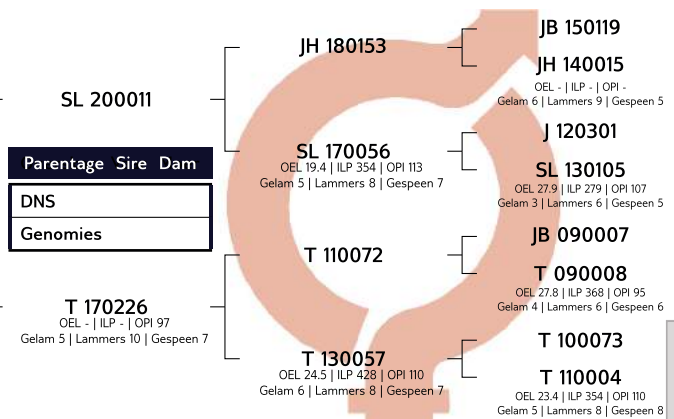 SL 200011
Parentage Sire Dam
DNS
Genomies
T 170226
OEL - | ILP - | OPI 97
Gelam 5 | Lammers 10 | Gespeen 7
JH 180153
SL 170056
OEL 19.4 | ILP 354 | OPI 113
Gelam 5 | Lammers 8 | Gespeen 7
T 110072
T 130057
OEL 24.5 | ILP 428 | OPI 110
Gelam 6 | Lammers 8 | Gespeen 7
JB 150119
JH 140015
OEL - | ILP - | OPI -
Gelam 6 | Lammers 9 | Gespeen 5
J 120301
SL 130105
OEL 27.9 | ILP 279 | OPI 107
Gelam 3 | Lammers 6 | Gespeen 5
JB 090007
T 090008
OEL 27.8 | ILP 368 | OPI 95
Gelam 4 | Lammers 6 | Gespeen 6
T 100073
T 110004
OEL 23.4 | ILP 354 | OPI 110
Gelam 5 | Lammers 8 | Gespeen 8